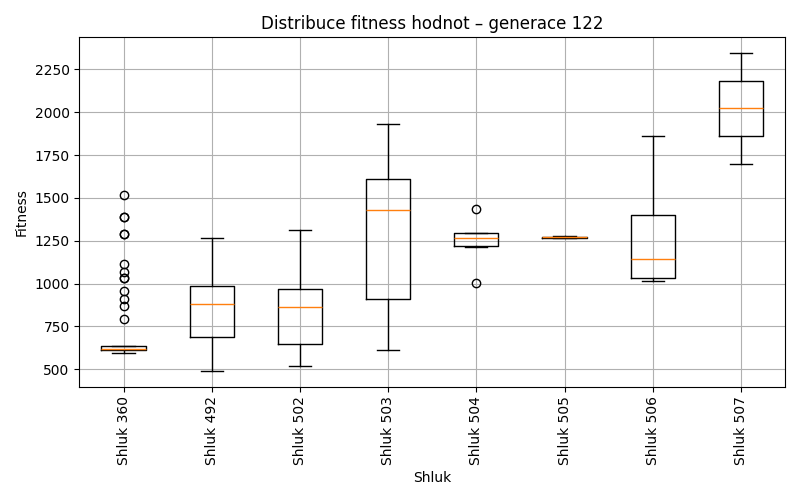 Distribuce fitness hodnot – generace 122
Fitness
2250
2000
1750
1500
1250
1000
750
500
Shluk 360
Shluk 492
Shluk 502
Shluk 503
Shluk 504
Shluk 505
Shluk 506
Shluk 507
Shluk